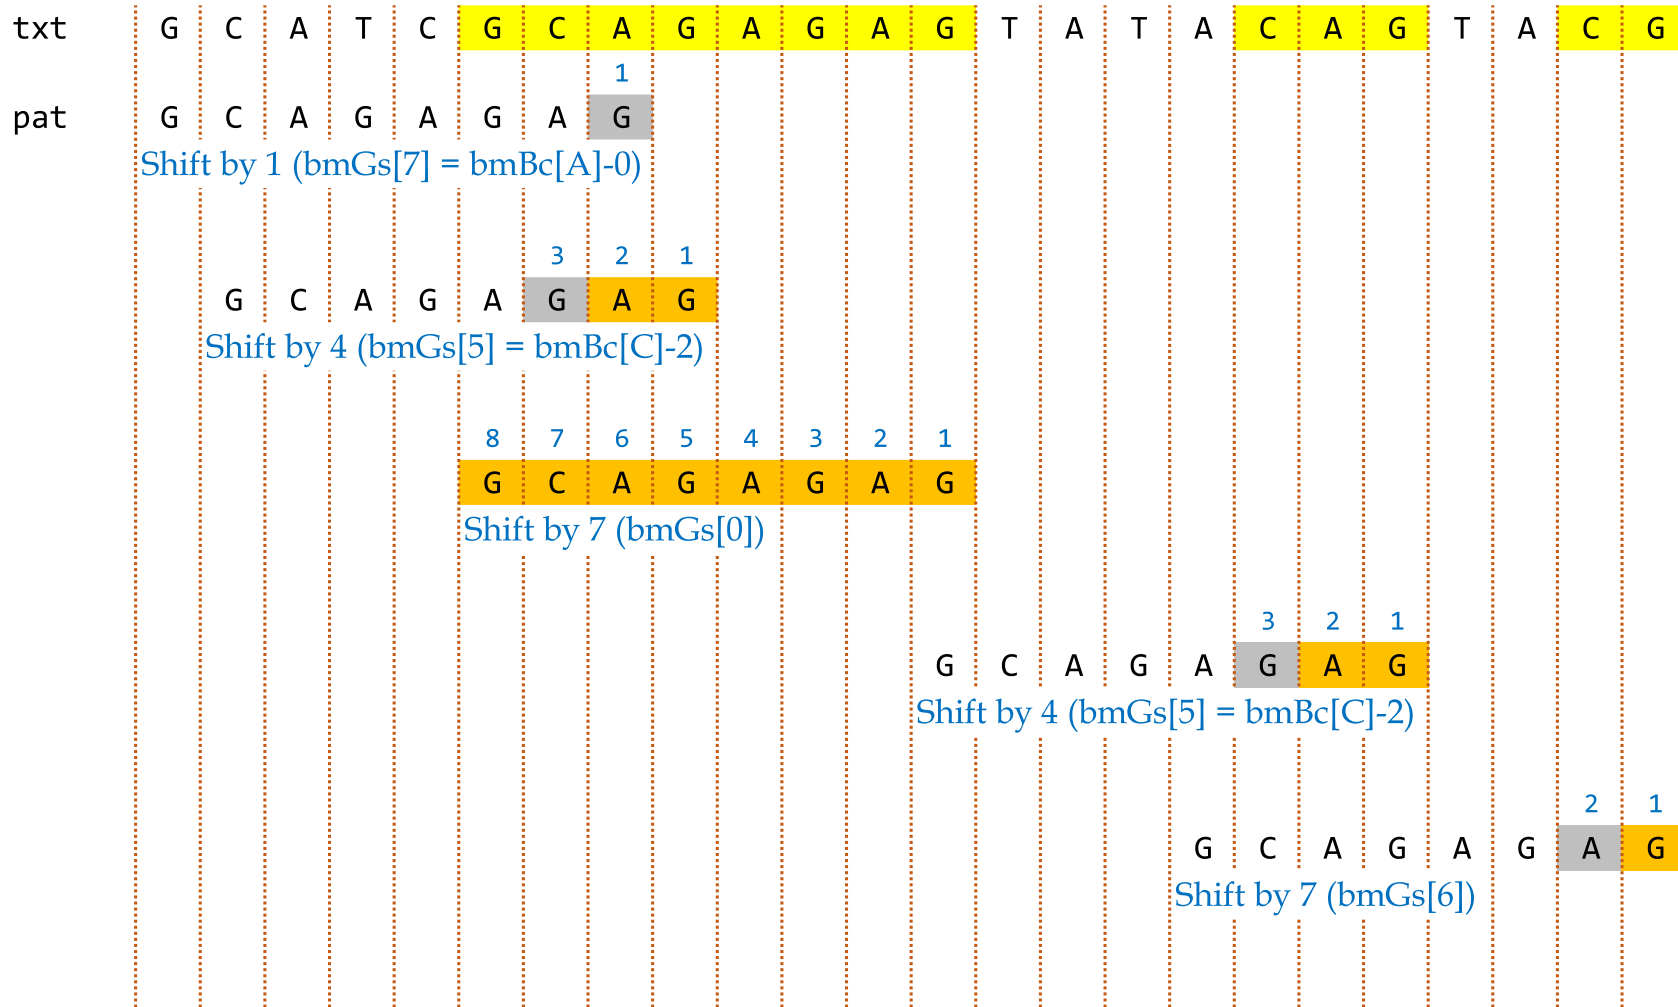 txt G C A T C G C A G A G A G T A T A C A G T A C G
1
pat G C A G A G A G
Shift by 1 (bmGs[7] = bmBc[A]-0)
3 2 1
G C A G A G A G
Shift by 4 (bmGs[5] = bmBc[C]-2)
8 7 6 5 4 3 2 1
G C A G A G A G
Shift by 7 (bmGs[0])
3 2 1
G C A G A G A G
Shift by 4 (bmGs[5] = bmBc[C]-2)
2 1
G C A G A G A G
Shift by 7 (bmGs[6])